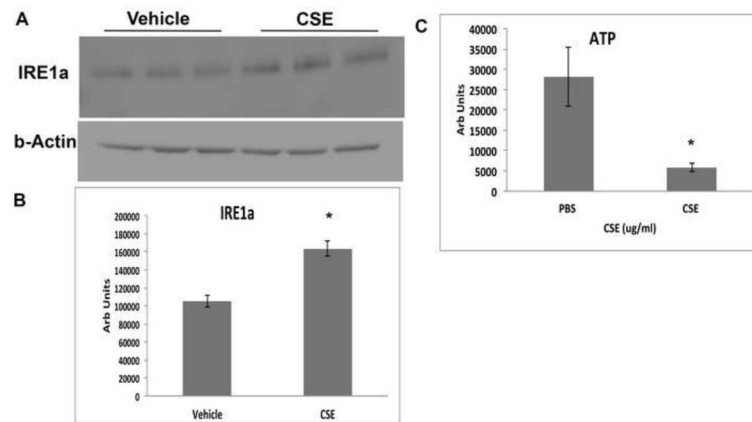 A
Vehicle CSE
IRE1a
b-Actin
B
IRE1a
*
Arb Units
200000
180000
160000
140000
120000
100000
80000
60000
40000
20000
0
Vehicle CSE
C
ATP
*
Arb Units
40000
35000
30000
25000
20000
15000
10000
5000
0
PBS CSE
CSE (ug/ml)